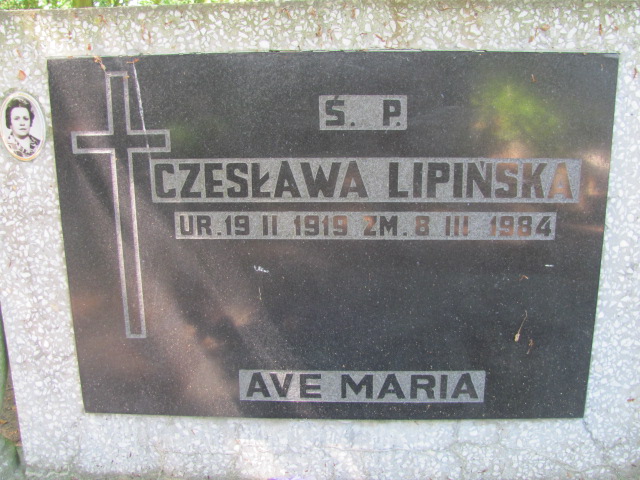 Ś. P.
CZESŁAWA LIPIŃSKA
UR. 19 II 1919 ZM. 8 III 1984
AVE MARIA